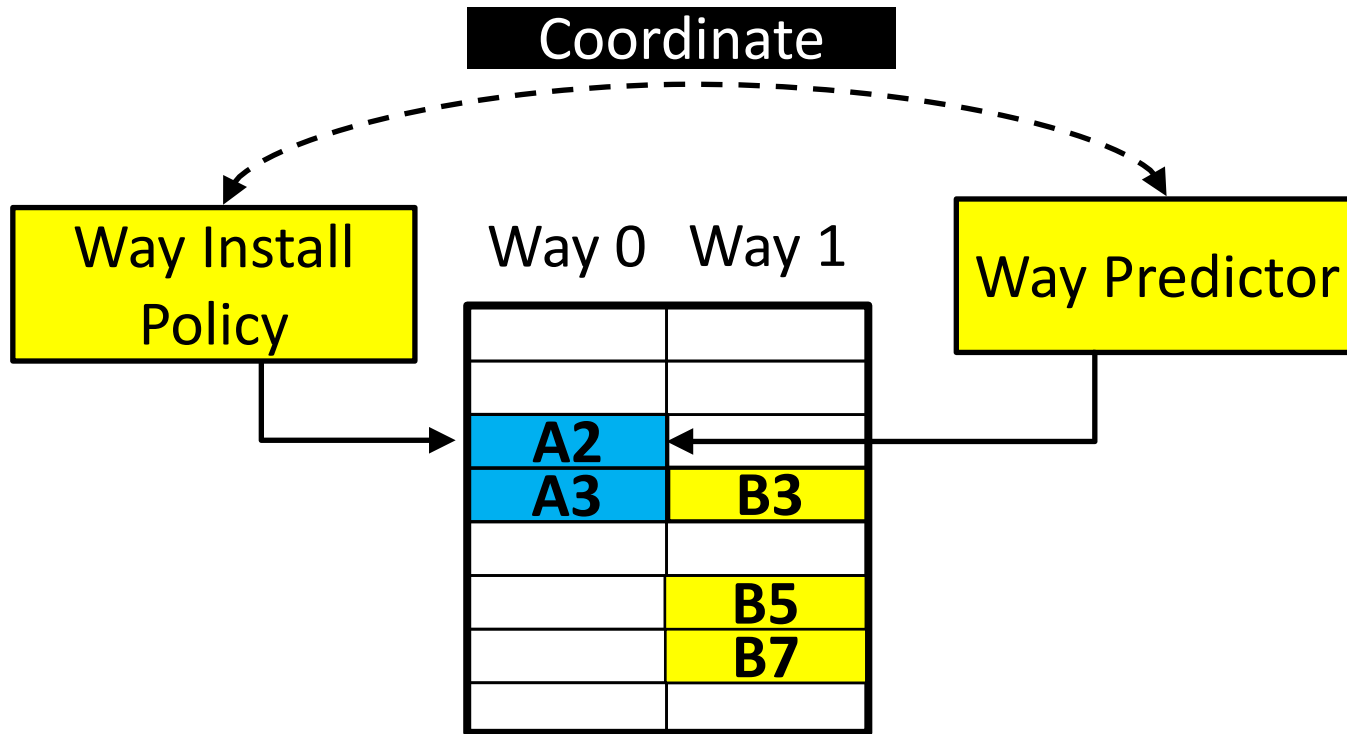 Coordinate
Way Install
Policy
Way 0
Way 1
Way Predictor
A2
A3
B3
B5
B7